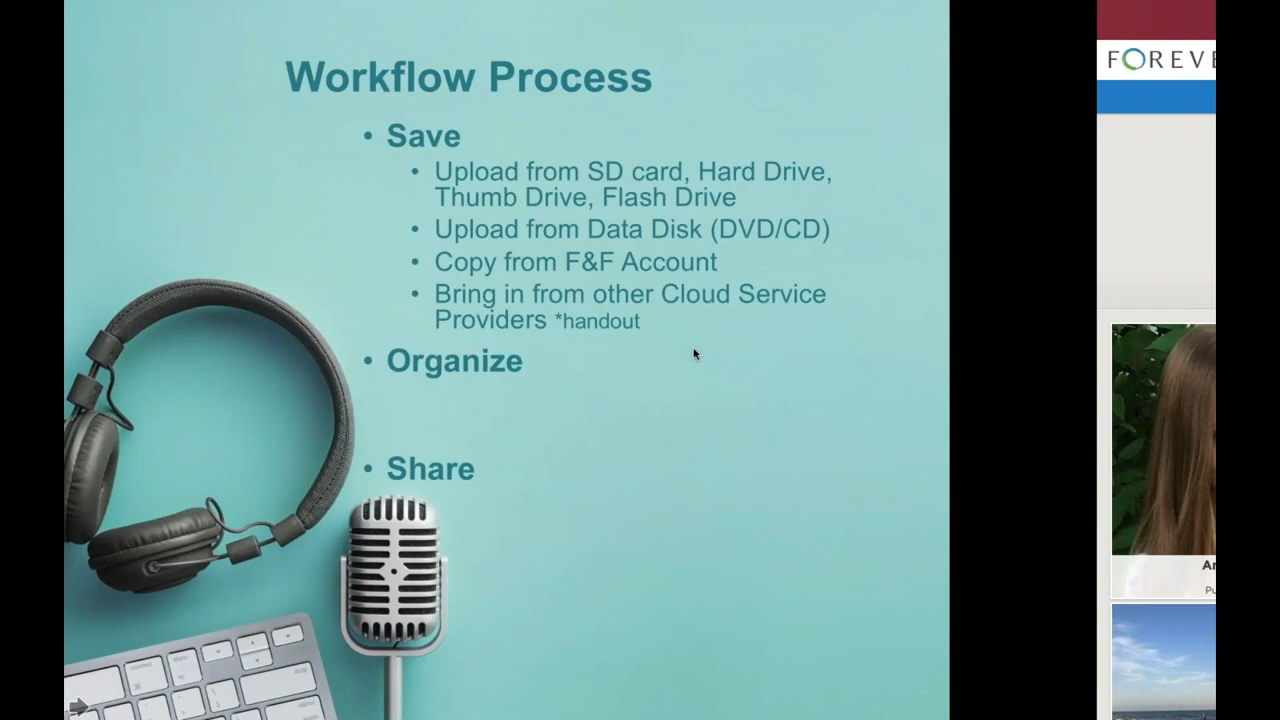 Workflow Process
• Save
• Upload from SD card, Hard Drive,
Thumb Drive, Flash Drive
• Upload from Data Disk (DVD/CD)
• Copy from F&F Account
• Bring in from other Cloud Service
Providers *handout
• Organize
• Share
FOREVE